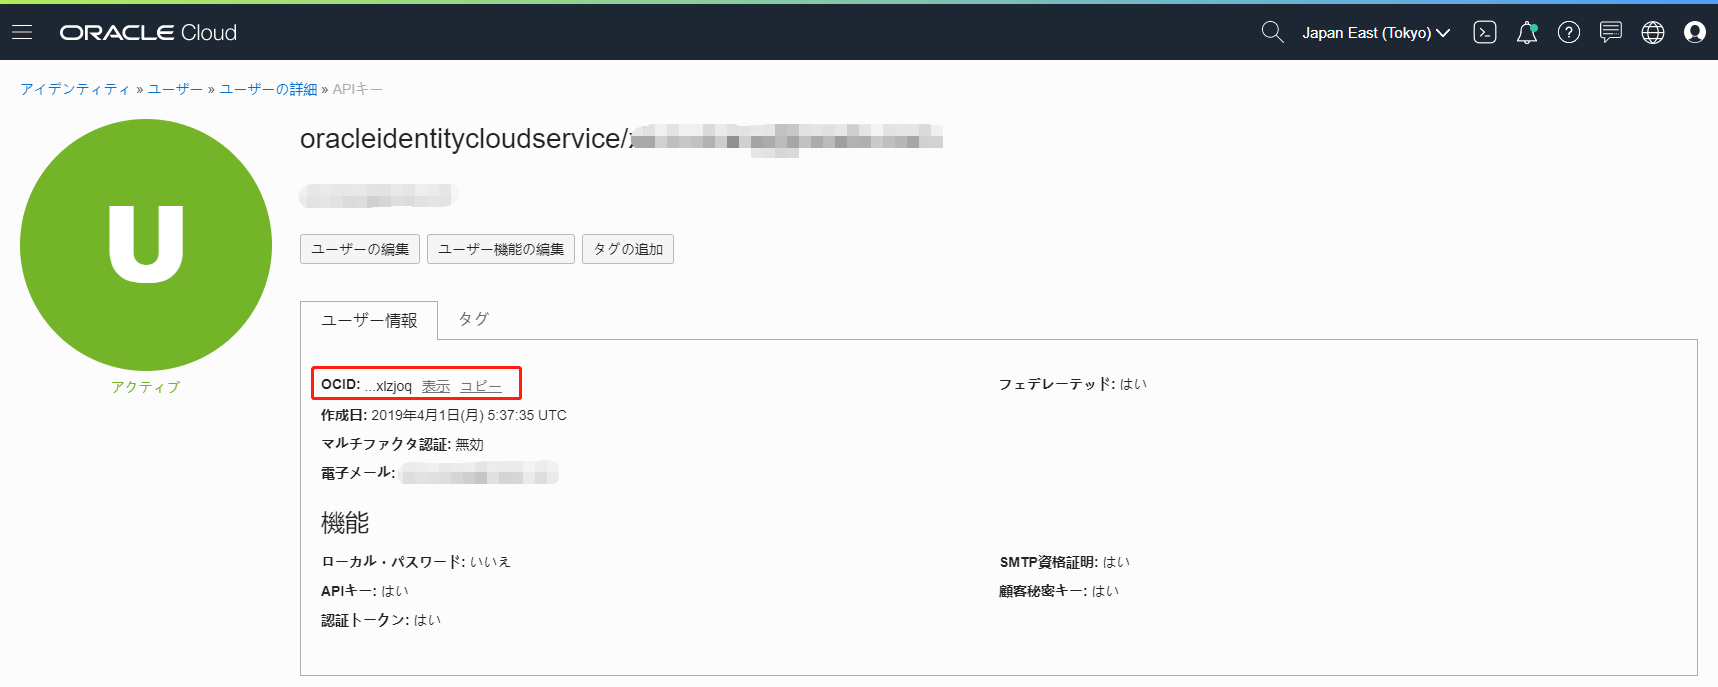 ORACLE Cloud
Japan East (Tokyo)
アイデンティティ » ユーザー » ユーザーの詳細 » APIキー
U
アクティブ
oracleidentitycloudservice/
ユーザーの編集 ユーザー機能の編集 タグの追加
ユーザー情報 タグ
OCID: ...xlzjoq 表示 コピー
フェデレーテッド: はい
作成日: 2019年4月1日(月) 5:37:35 UTC
マルチファクタ認証: 無効
電子メール:
機能
ローカル・パスワード: いいえ
SMTP資格証明: はい
APIキー: はい
顧客秘密キー: はい
認証トークン: はい